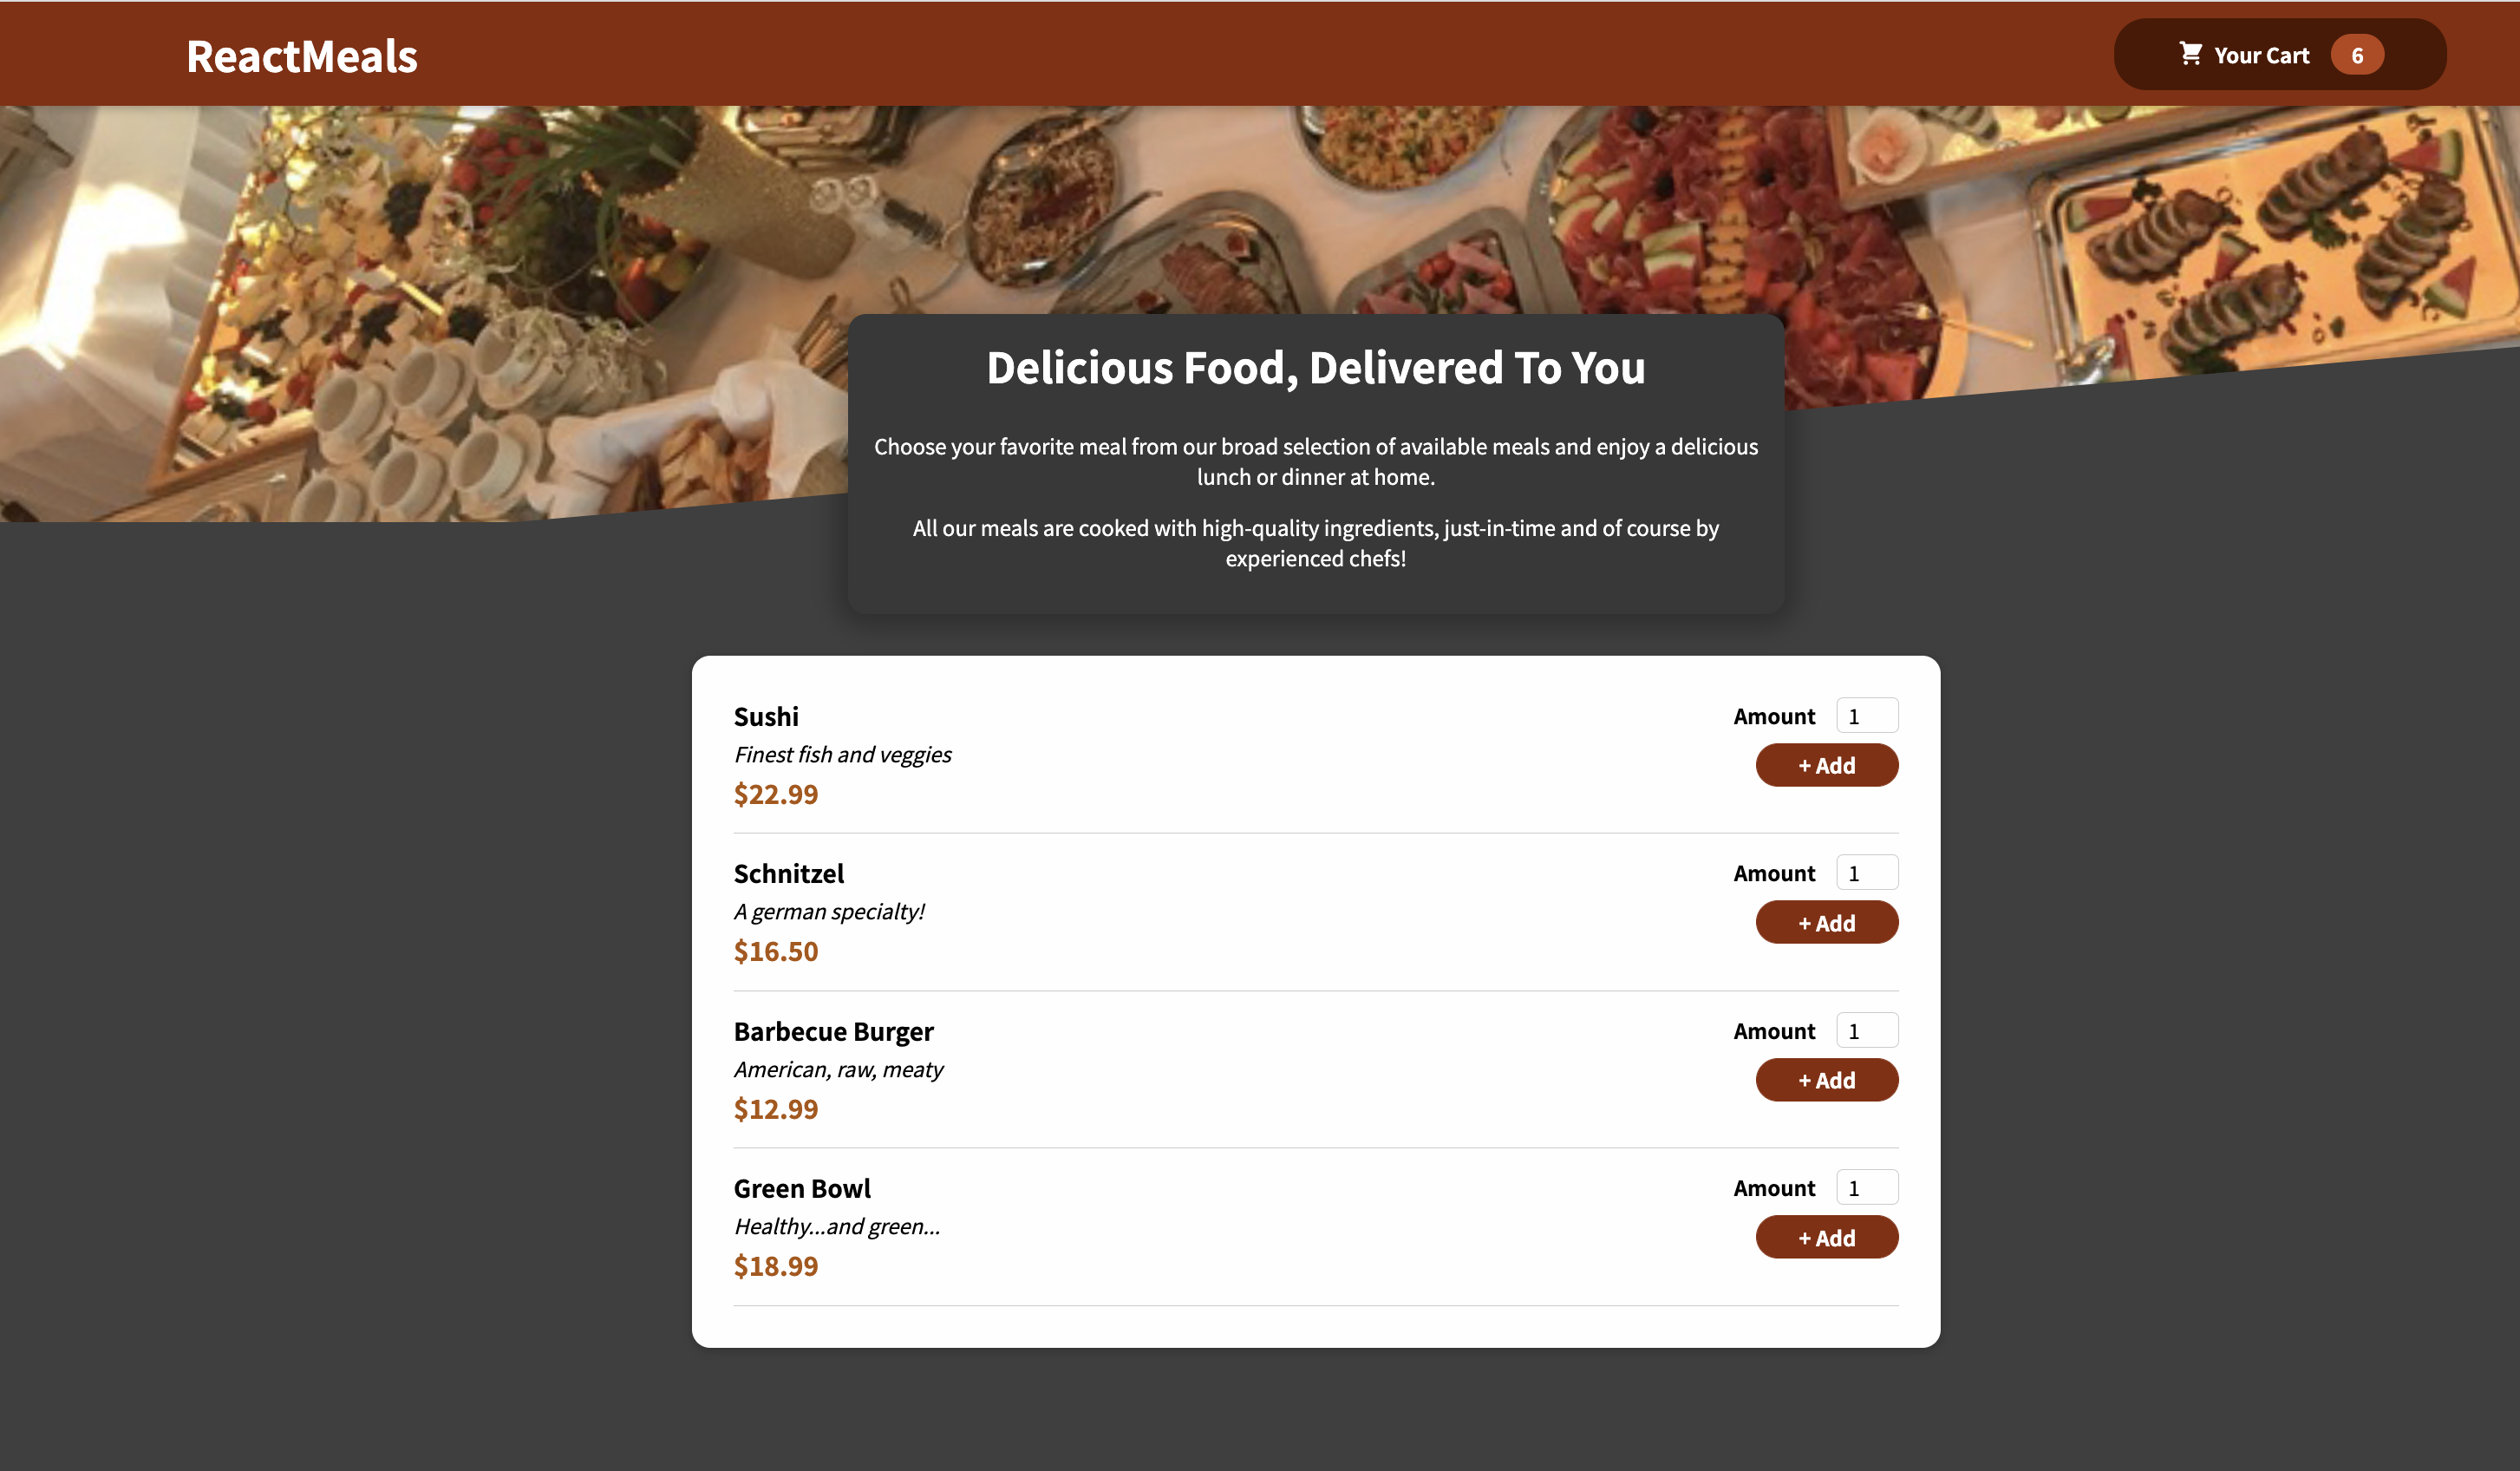 ReactMeals
Your Cart 6
Delicious Food, Delivered To You
Choose your favorite meal from our broad selection of available meals and enjoy a delicious
lunch or dinner at home.
All our meals are cooked with high-quality ingredients, just-in-time and of course by
experienced chefs!
Sushi
Finest fish and veggies
$22.99
Amount 1
+ Add
Schnitzel
A german specialty!
$16.50
Amount 1
+ Add
Barbecue Burger
American, raw, meaty
$12.99
Amount 1
+ Add
Green Bowl
Healthy...and green...
$18.99
Amount 1
+ Add